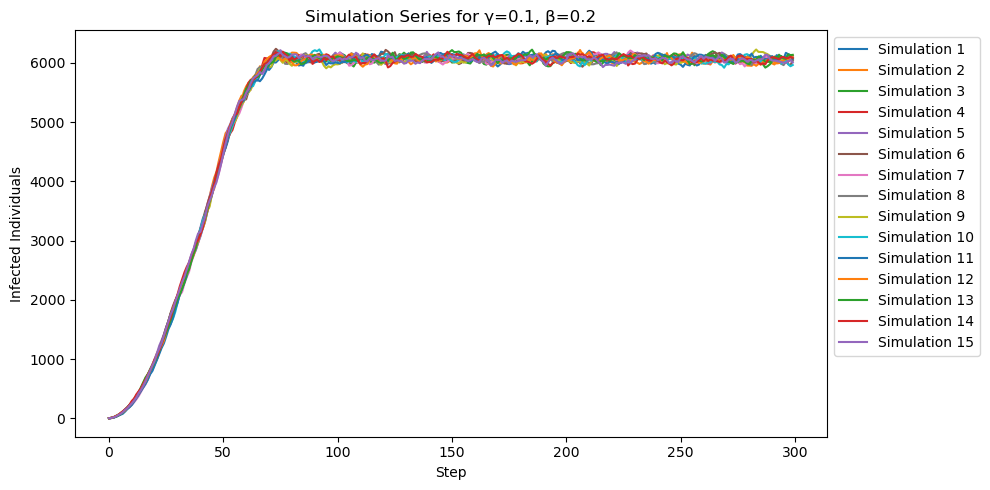 Simulation Series for γ=0.1, β=0.2
Infected Individuals
6000
5000
4000
3000
2000
1000
0
0 50 100 150 200 250 300
Step
Simulation 1
Simulation 2
Simulation 3
Simulation 4
Simulation 5
Simulation 6
Simulation 7
Simulation 8
Simulation 9
Simulation 10
Simulation 11
Simulation 12
Simulation 13
Simulation 14
Simulation 15